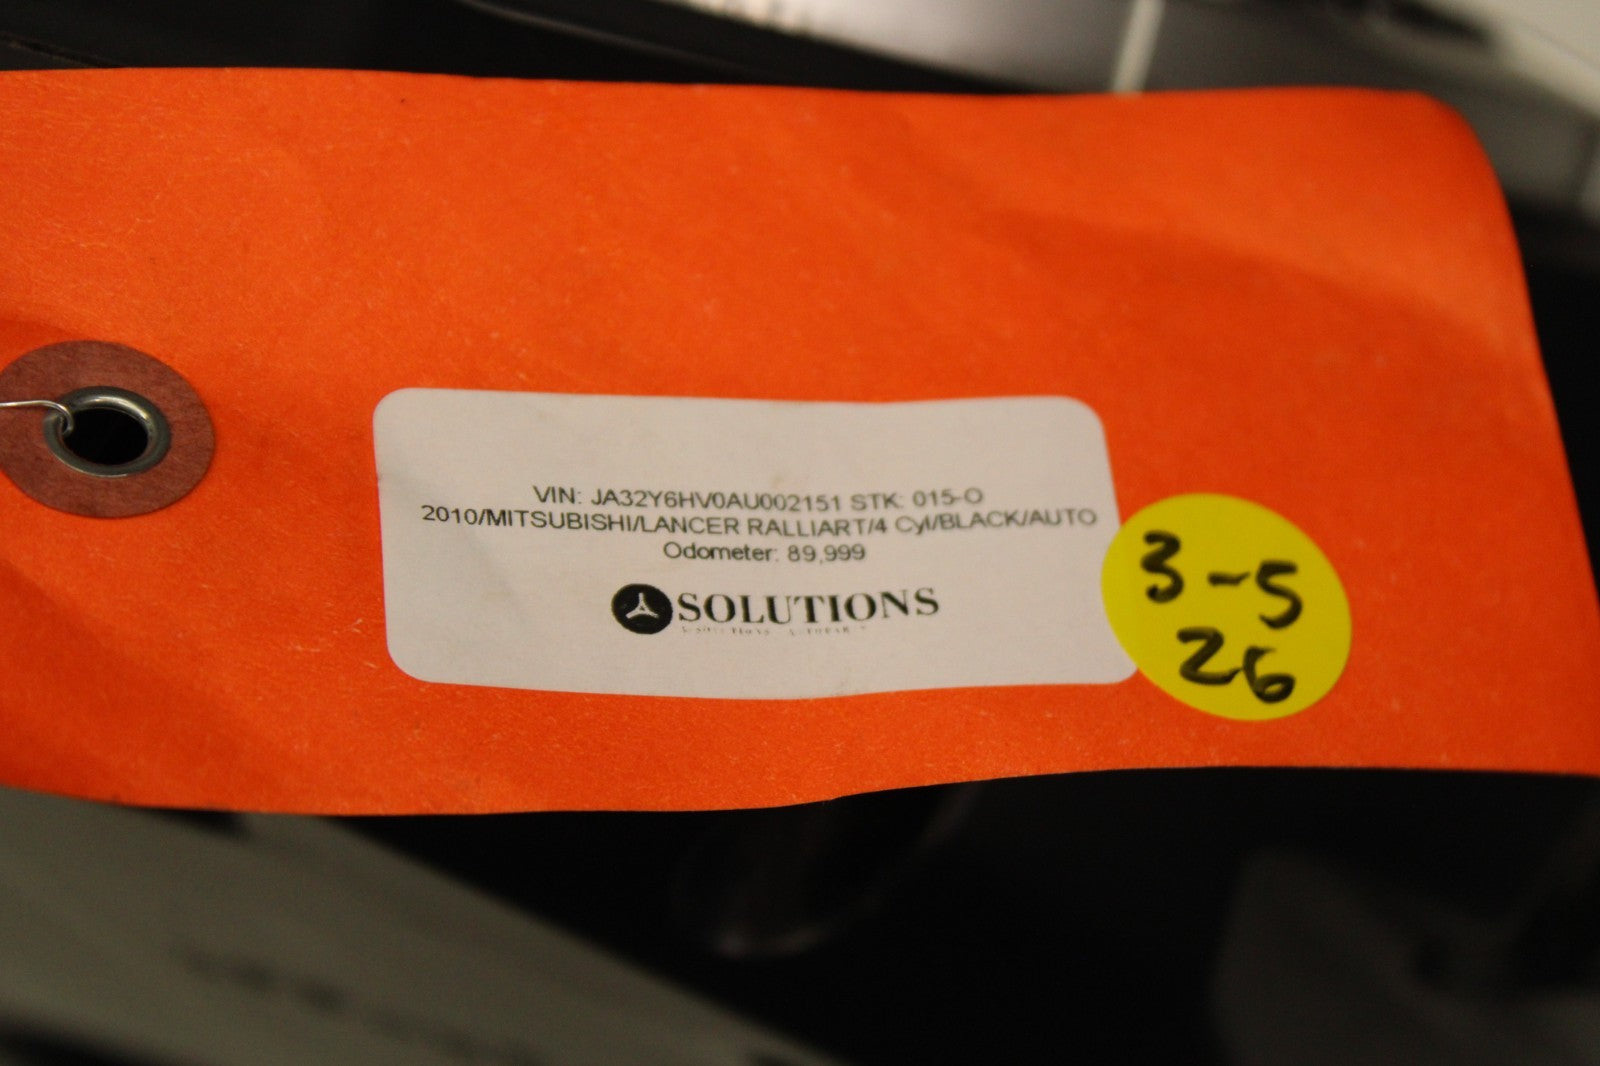 VIN: JA32Y6HV0AU002151 STK: 015-O
2010/MITSUBISHI/LANCER RALLIART/4 Cyl/BLACK/AUTO
Odometer: 89,999
SOLUTIONS
3-5
26